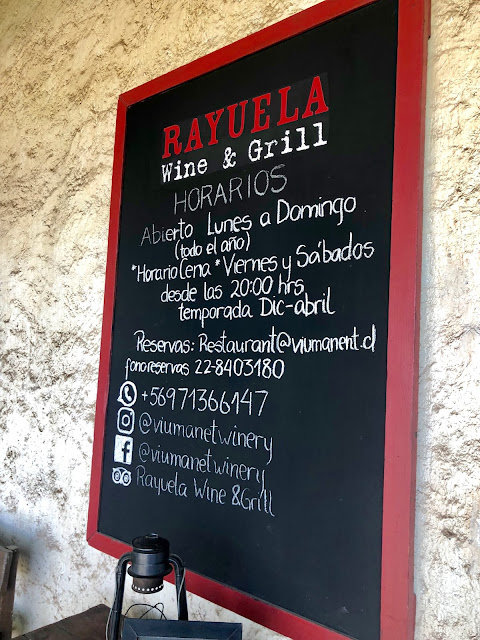 RAYUELA
Wine & Grill
HORARIOS
Abierto Lunes a Domingo
(todo el año)
*Horario Cena * Viernes y Sábados
desde las 20:00 hrs
temporada Dic-abril
Reservas: Restaurant@viumanent.cl
fono reservas 22-8403180
+56971366147
@viumanetwinery
@viumanetwinery
Rayuela Wine &Grill